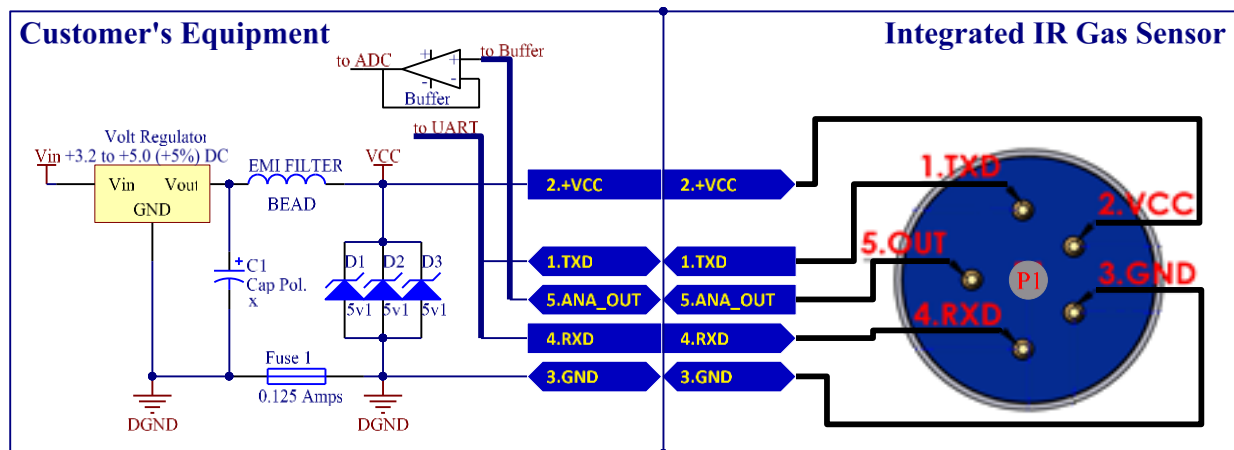 Customer's Equipment
Integrated IR Gas Sensor
to ADC
to Buffer
Buffer
to UART
Volt Regulator
Vin
+3.2 to +5.0 (+5%) DC
Vin
Vout
GND
EMI FILTER
BEAD
VCC
C1
Cap Pol.
x
D1
D2
D3
5v1
5v1
5v1
Fuse 1
0.125 Amps
DGND
DGND
2.+VCC
2.+VCC
1.TXD
1.TXD
5.ANA_OUT
5.ANA_OUT
4.RXD
4.RXD
3.GND
3.GND
1.TXD
2.VCC
5.OUT
P1
3.GND
4.RXD